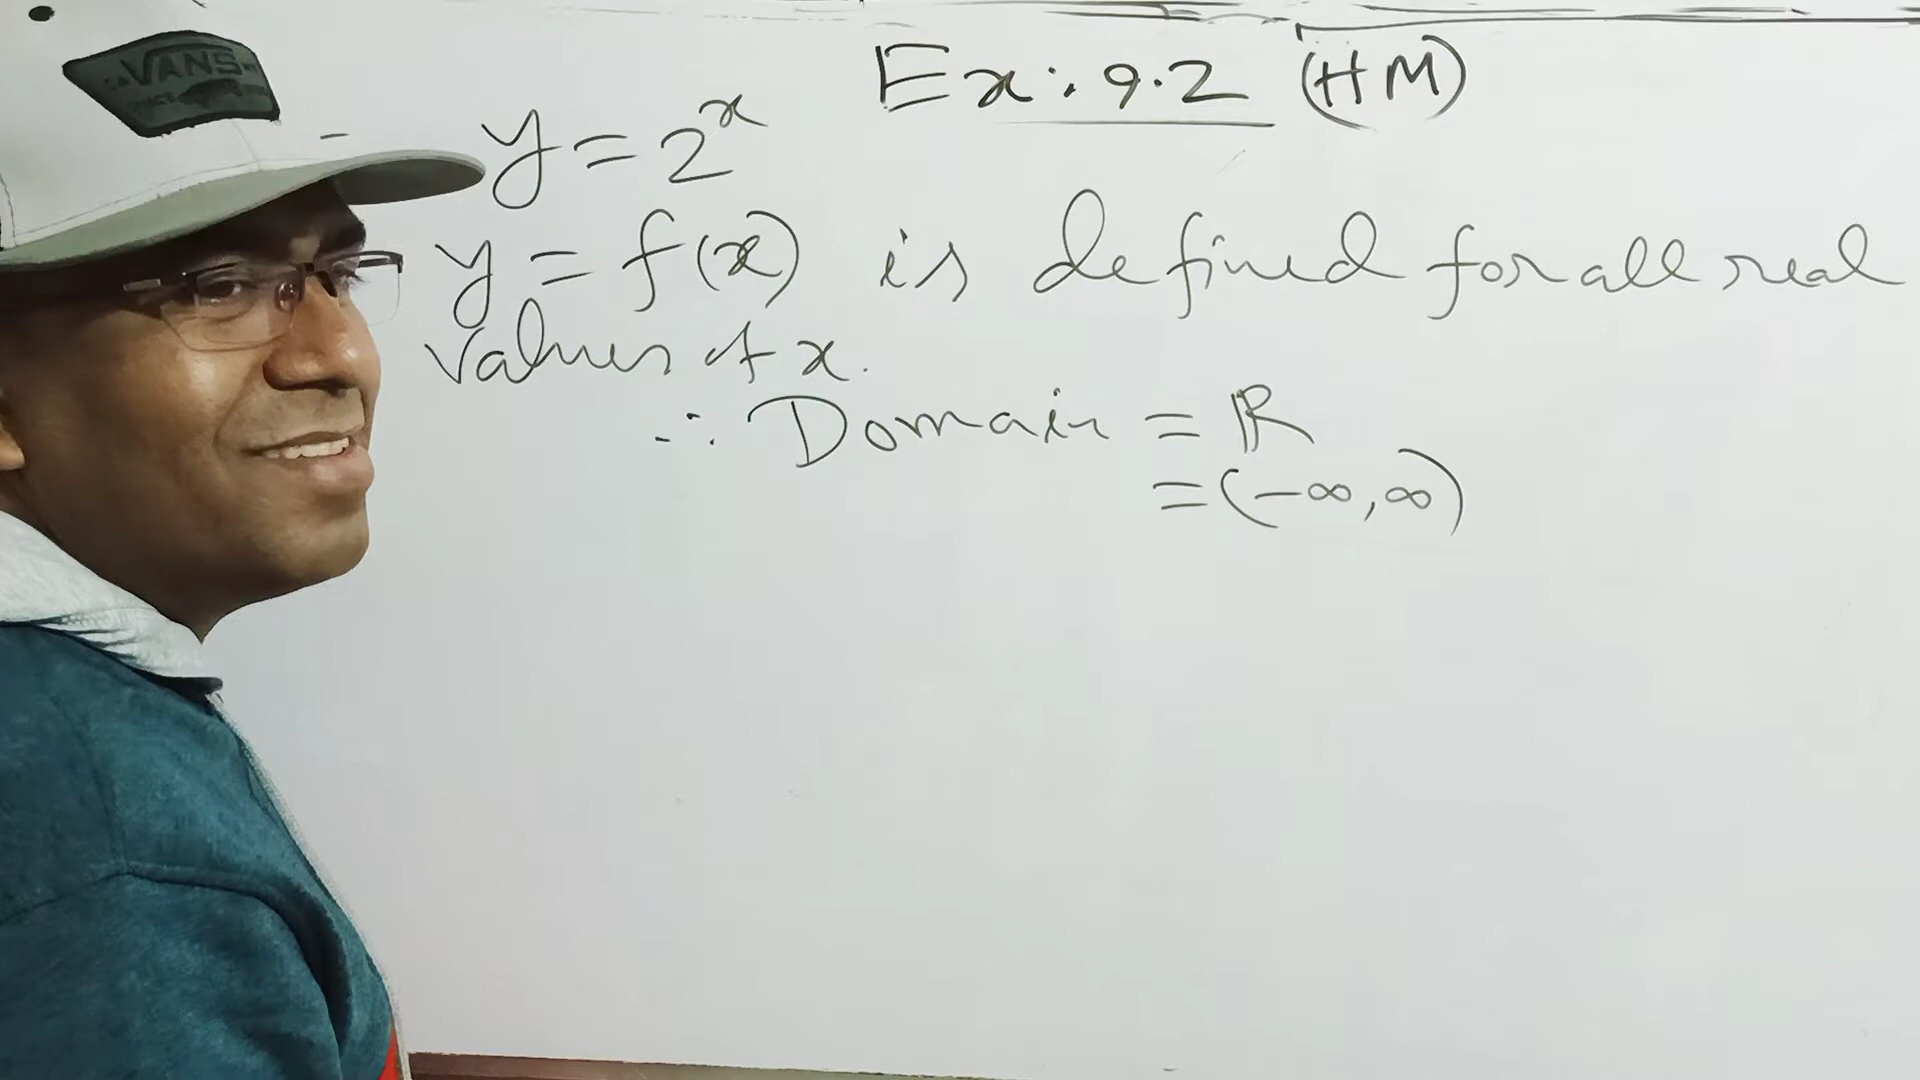 VANS
Ex: 9.2 (HM)
y = 2^x
y = f(x) is defined for all real
values of x.
∴ Domain = ℝ
= (-∞, ∞)